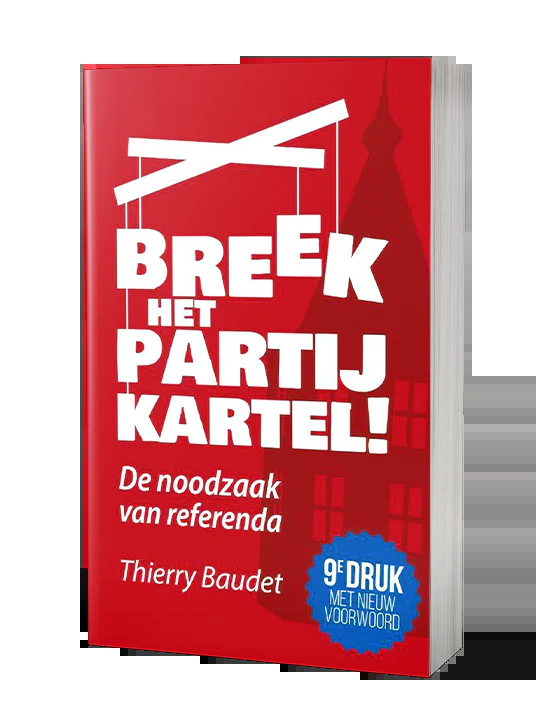 BREEK
HET
PARTIJ
KARTEL!
De noodzaak
van referenda
Thierry Baudet
9E DRUK
MET NIEUW
VOORWOORD